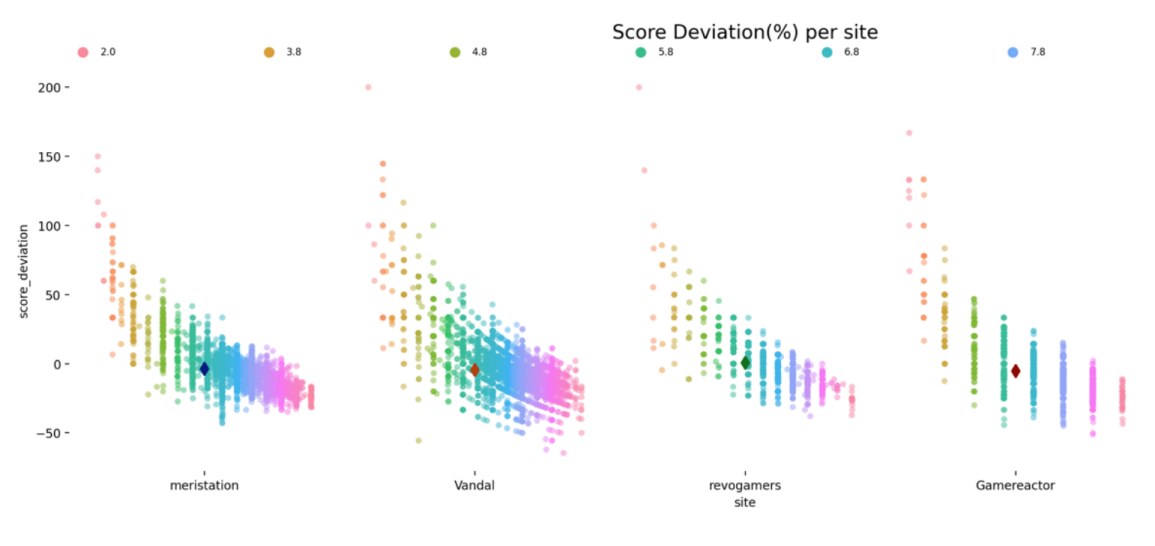 Score Deviation(%) per site
2.0 3.8 4.8 5.8 6.8 7.8
200
150
100
50
0
−50
score_deviation
meristation Vandal revogamers Gamereactor
site